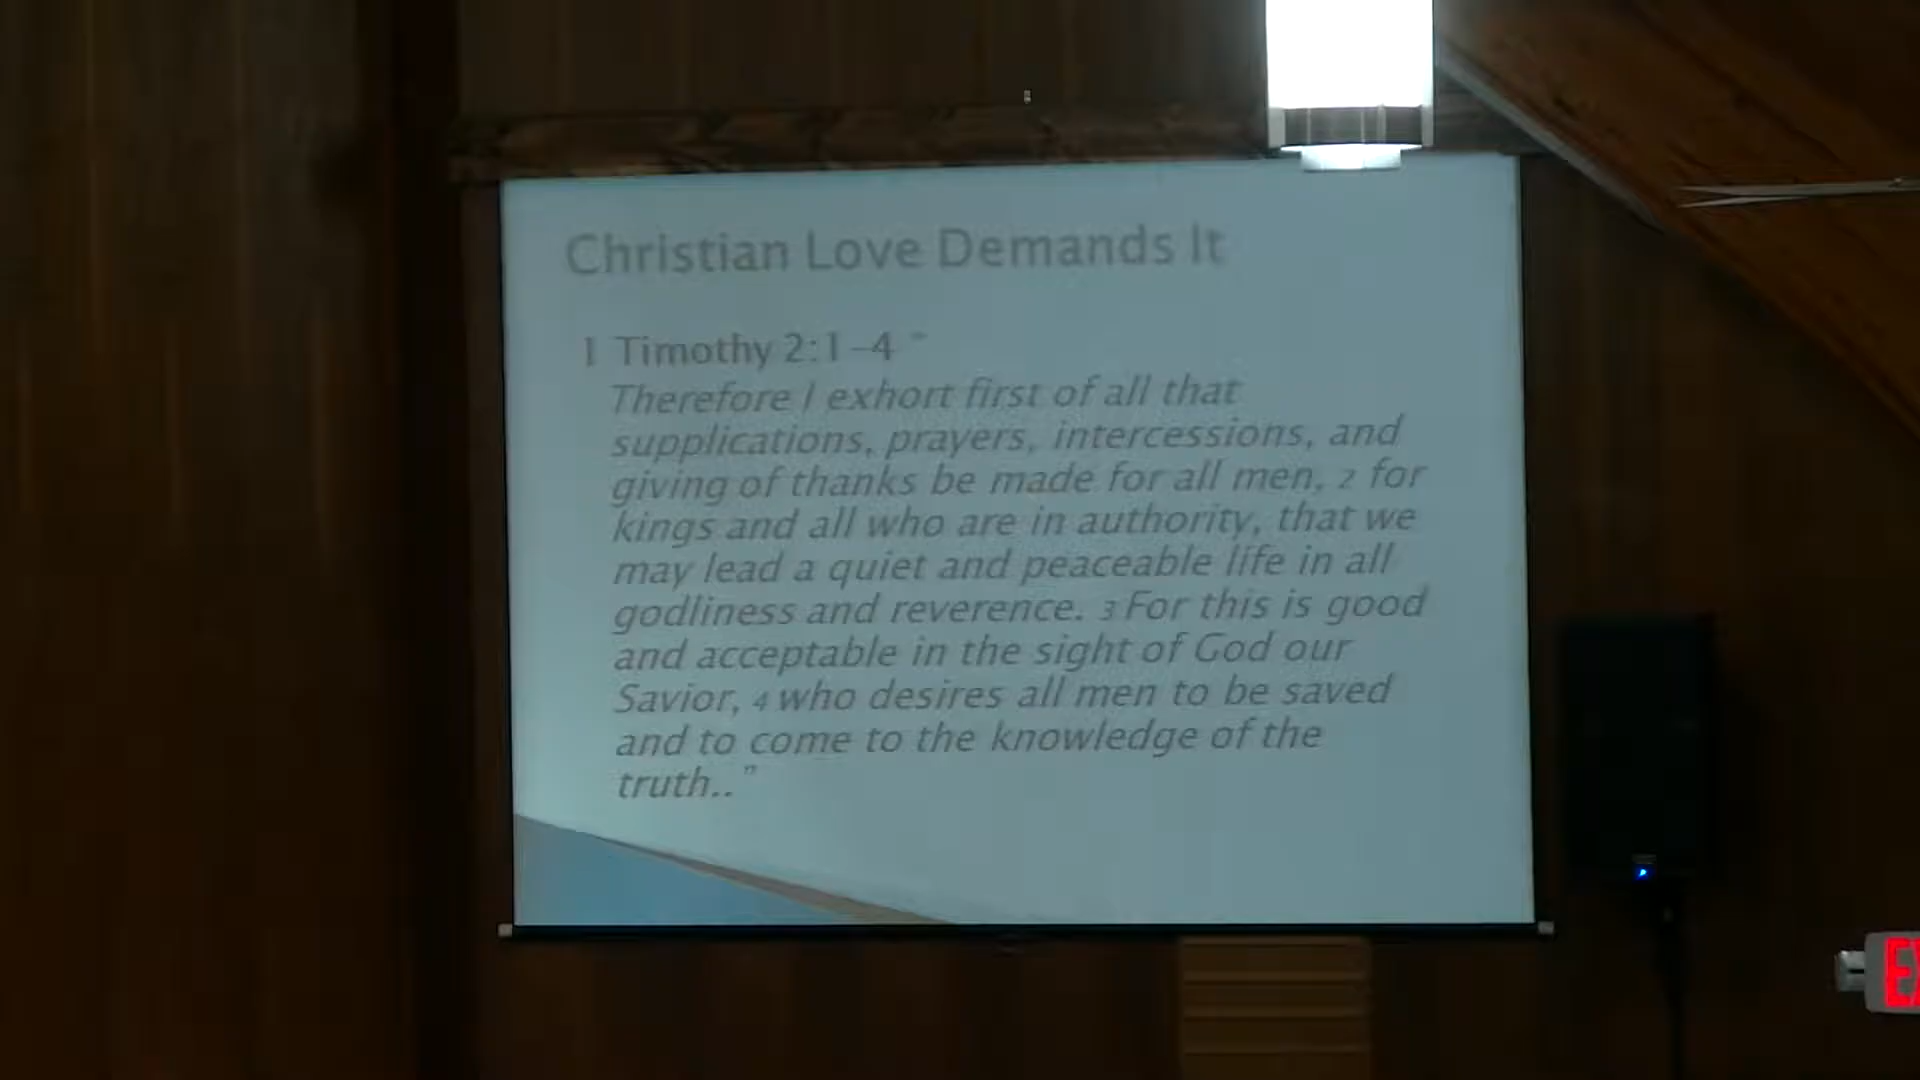 Christian Love Demands It
1 Timothy 2:1-4 "
Therefore I exhort first of all that
supplications, prayers, intercessions, and
giving of thanks be made for all men, 2 for
kings and all who are in authority, that we
may lead a quiet and peaceable life in all
godliness and reverence. 3 For this is good
and acceptable in the sight of God our
Savior, 4 who desires all men to be saved
and to come to the knowledge of the
truth.."